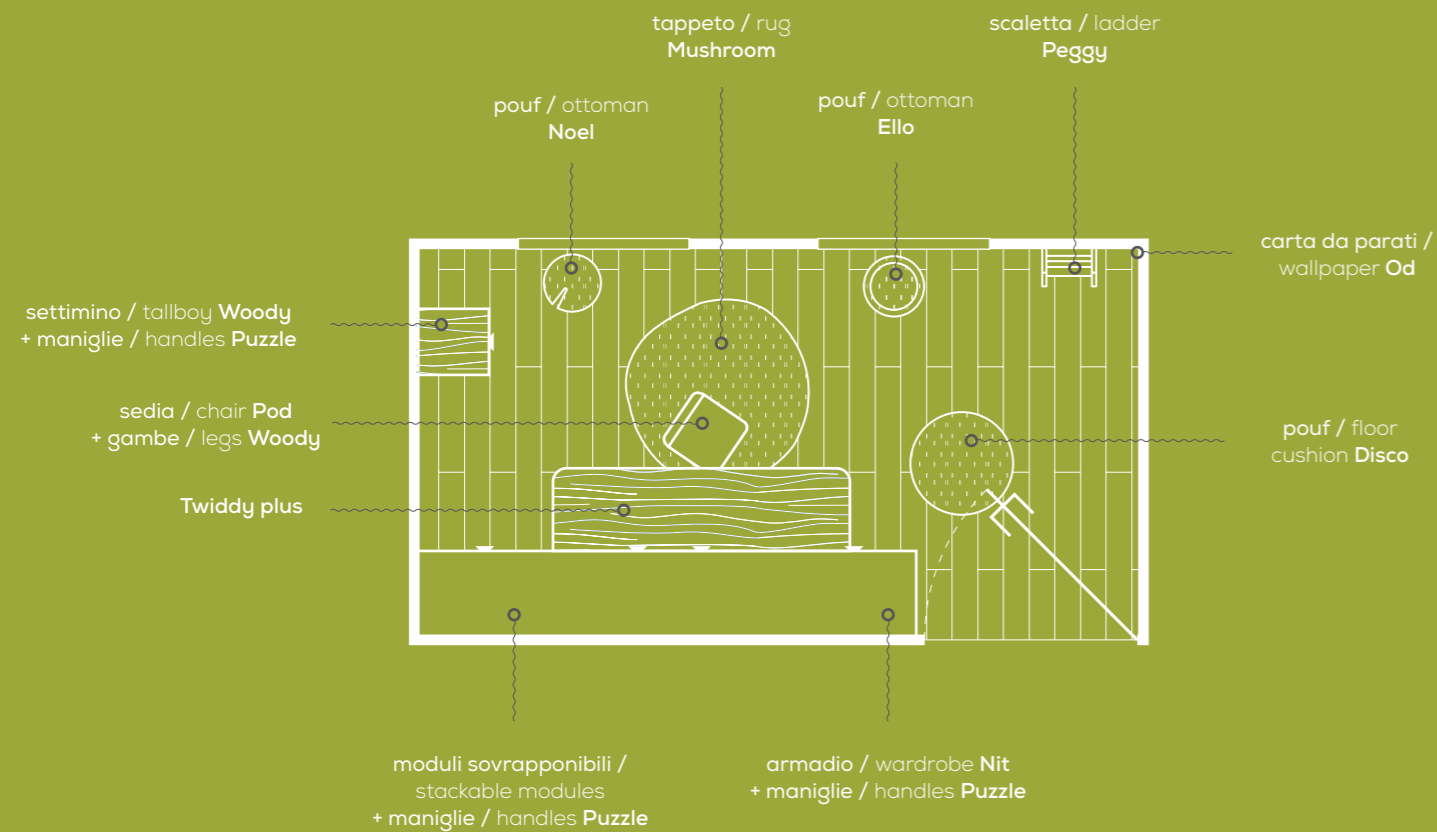 tappeto / rug
Mushroom
scaletta / ladder
Peggy
pouf / ottoman
Noel
pouf / ottoman
Ello
carta da parati /
wallpaper Od
settimino / tallboy Woody
+ maniglie / handles Puzzle
sedia / chair Pod
+ gambe / legs Woody
pouf / floor
cushion Disco
Twiddy plus
moduli sovrapponibili /
stackable modules
+ maniglie / handles Puzzle
armadio / wardrobe Nit
+ maniglie / handles Puzzle